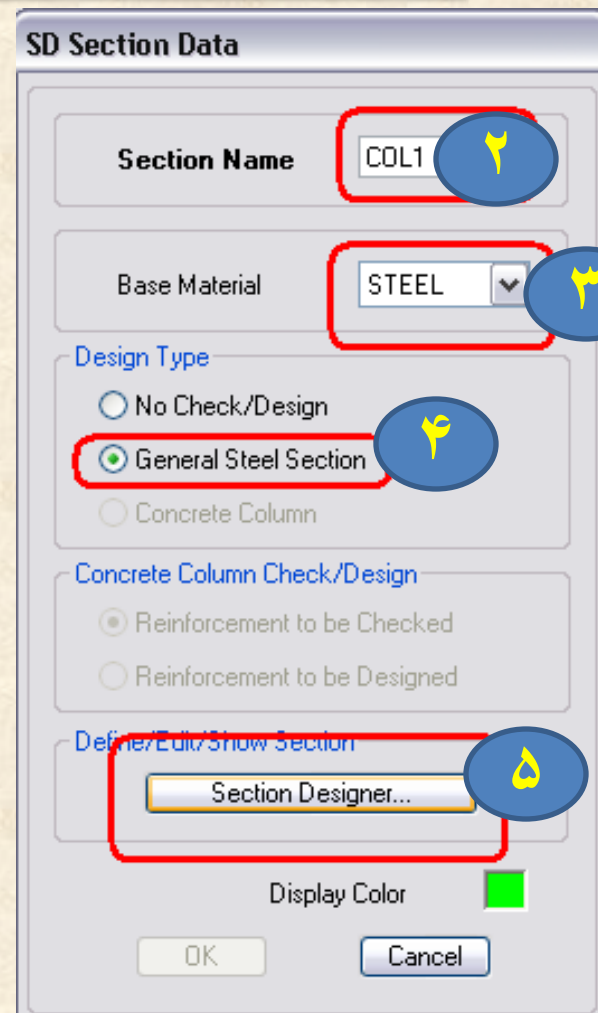 SD Section Data
Section Name COL1 ۲
Base Material STEEL ۳
Design Type
No Check/Design
General Steel Section ۴
Concrete Column
Concrete Column Check/Design
Reinforcement to be Checked
Reinforcement to be Designed
Define/Edit/Show Section
Section Designer... ۵
Display Color
OK Cancel